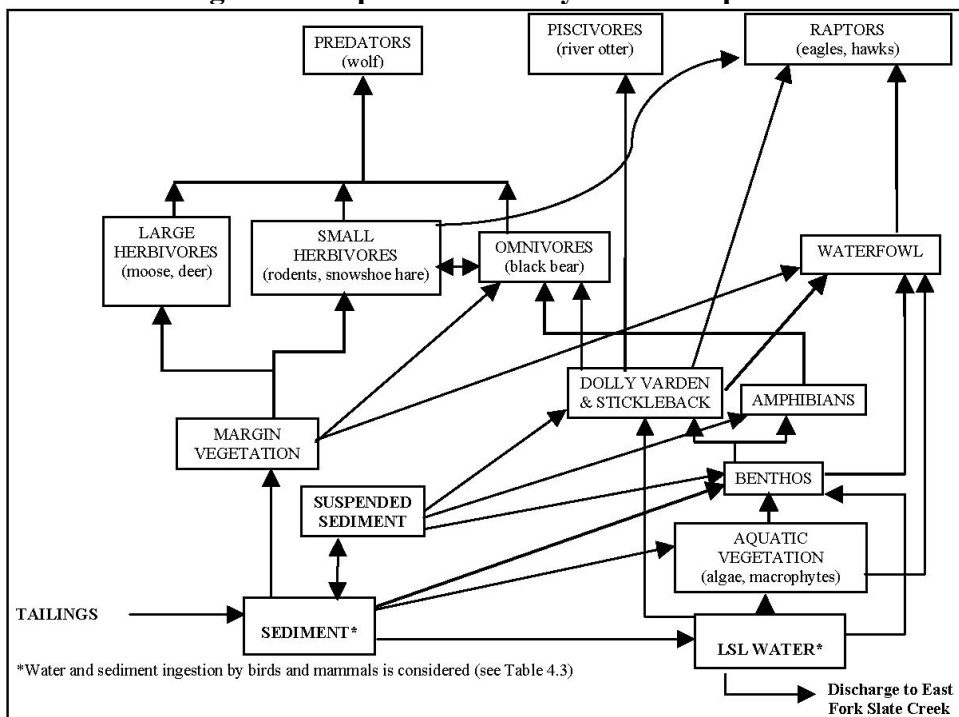 PREDATORS
(wolf)
PISCIVORES
(river otter)
RAPTORS
(eagles, hawks)
LARGE
HERBIVORES
(moose, deer)
SMALL
HERBIVORES
(rodents, snowshoe hare)
OMNIVORES
(black bear)
WATERFOWL
DOLLY VARDEN
& STICKLEBACK
AMPHIBIANS
MARGIN
VEGETATION
BENTHOS
SUSPENDED
SEDIMENT
AQUATIC
VEGETATION
(algae, macrophytes)
TAILINGS
SEDIMENT*
LSL WATER*
*Water and sediment ingestion by birds and mammals is considered (see Table 4.3)
Discharge to East
Fork Slate Creek